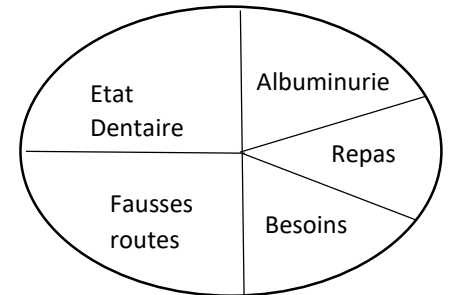 Albuminurie
Etat
Dentaire
Repas
Fausses
routes
Besoins